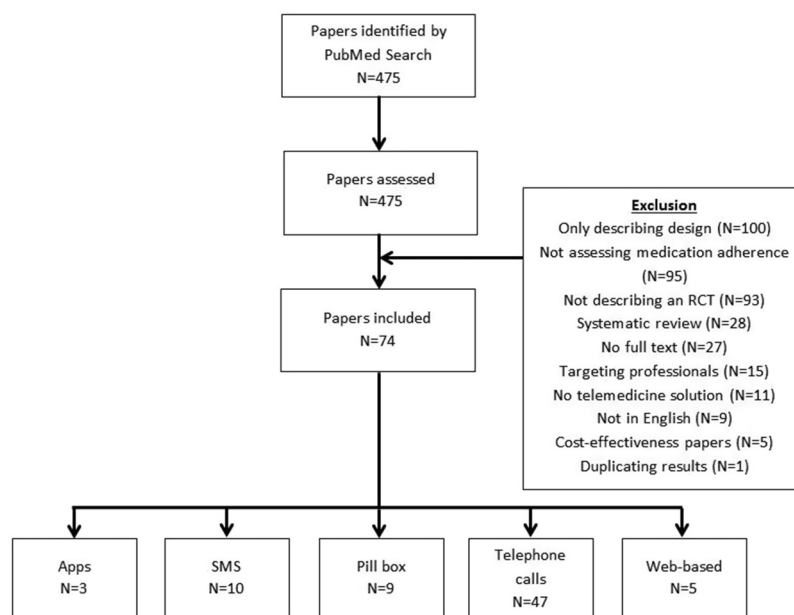 Papers identified by
PubMed Search
N=475
Papers assessed
N=475
Exclusion
Only describing design (N=100)
Not assessing medication adherence
(N=95)
Not describing an RCT (N=93)
Systematic review (N=28)
No full text (N=27)
Targeting professionals (N=15)
No telemedicine solution (N=11)
Not in English (N=9)
Cost-effectiveness papers (N=5)
Duplicating results (N=1)
Papers included
N=74
Apps
N=3
SMS
N=10
Pill box
N=9
Telephone
calls
N=47
Web-based
N=5